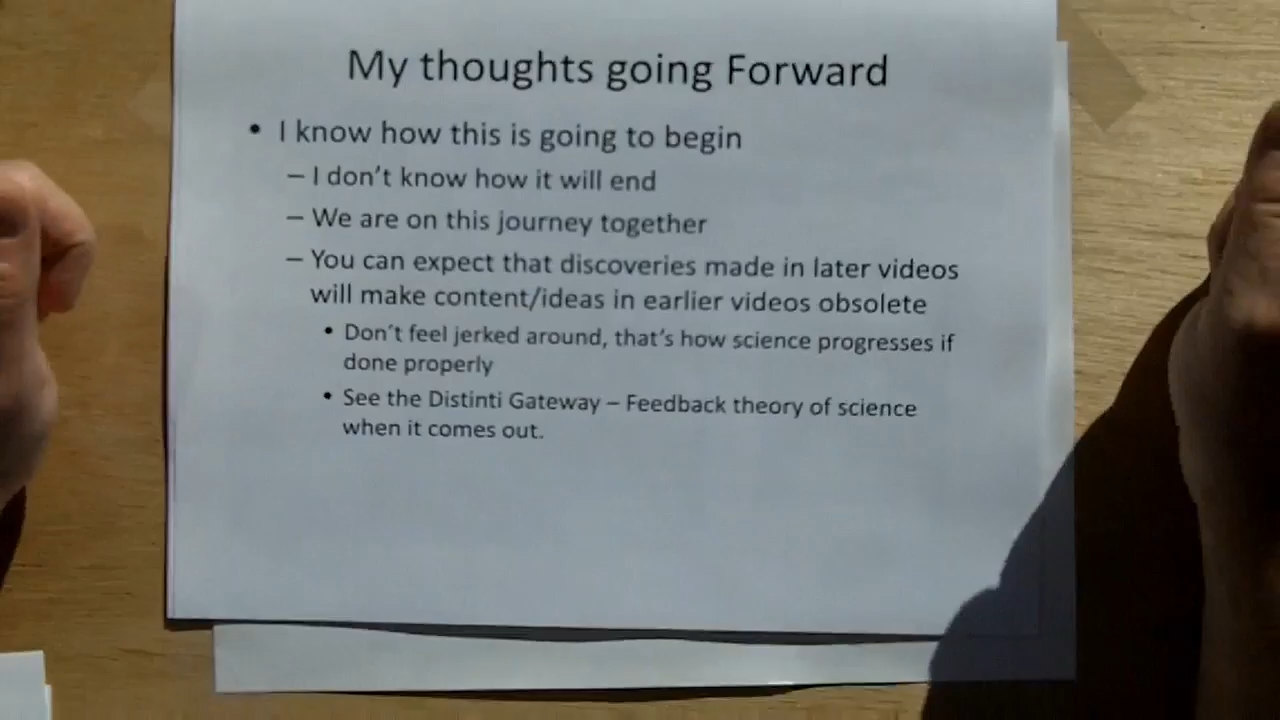 My thoughts going Forward
• I know how this is going to begin
– I don't know how it will end
– We are on this journey together
– You can expect that discoveries made in later videos
will make content/ideas in earlier videos obsolete
• Don't feel jerked around, that's how science progresses if
done properly
• See the Distinti Gateway – Feedback theory of science
when it comes out.